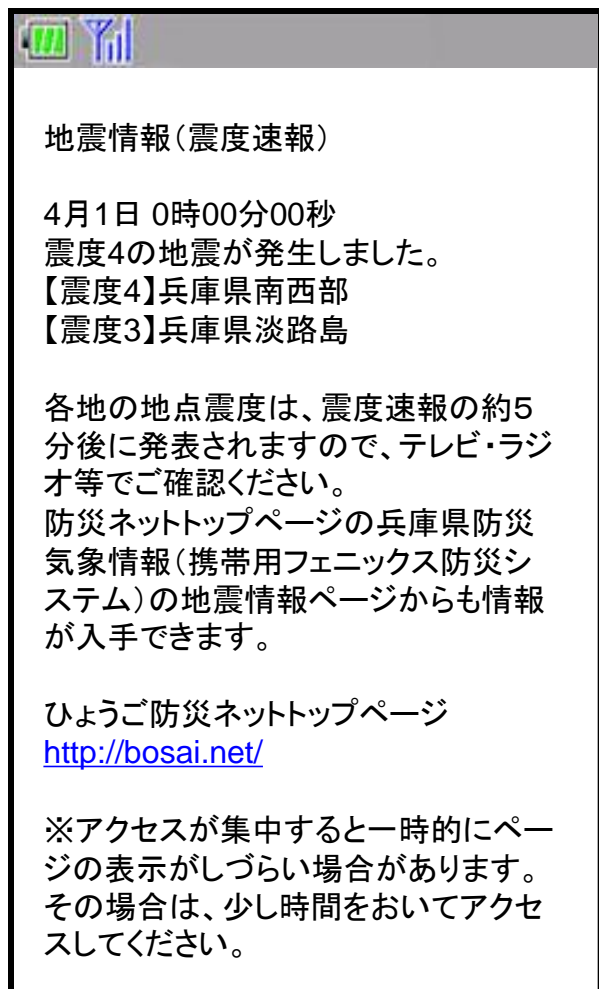 地震情報（震度速報）
4月1日 0時00分00秒
震度4の地震が発生しました。
【震度4】兵庫県南西部
【震度3】兵庫県淡路島
各地の地点震度は、震度速報の約５
分後に発表されますので、テレビ・ラジ
オ等でご確認ください。
防災ネットトップページの兵庫県防災
気象情報（携帯用フェニックス防災シ
ステム）の地震情報ページからも情報
が入手できます。
ひょうご防災ネットトップページ
http://bosai.net/
※アクセスが集中すると一時的にペー
ジの表示がしづらい場合があります。
その場合は、少し時間をおいてアクセ
スしてください。